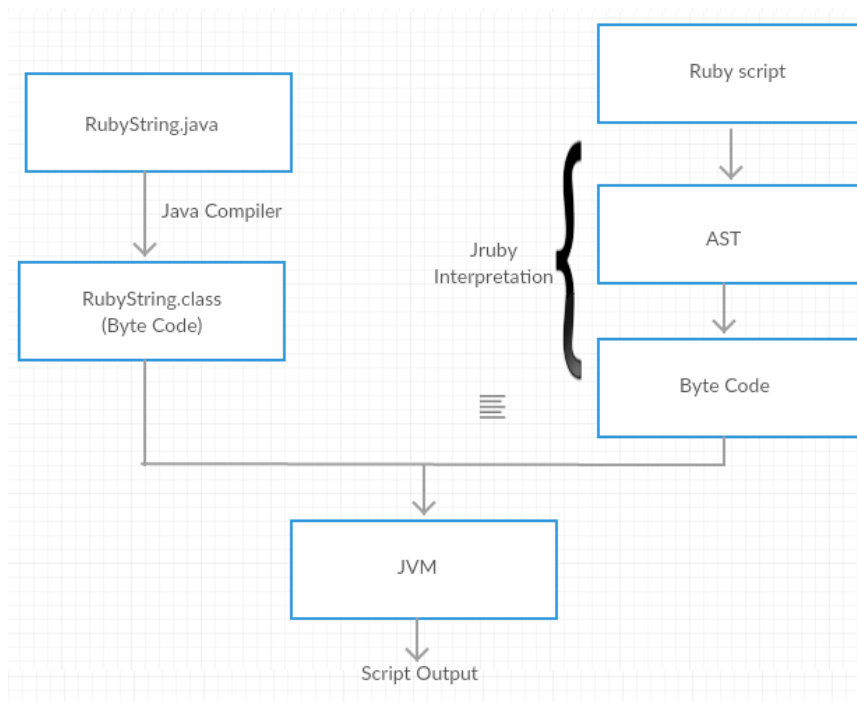 Ruby script
RubyString.java
Java Compiler
AST
Jruby
Interpretation
RubyString.class
(Byte Code)
Byte Code
JVM
Script Output